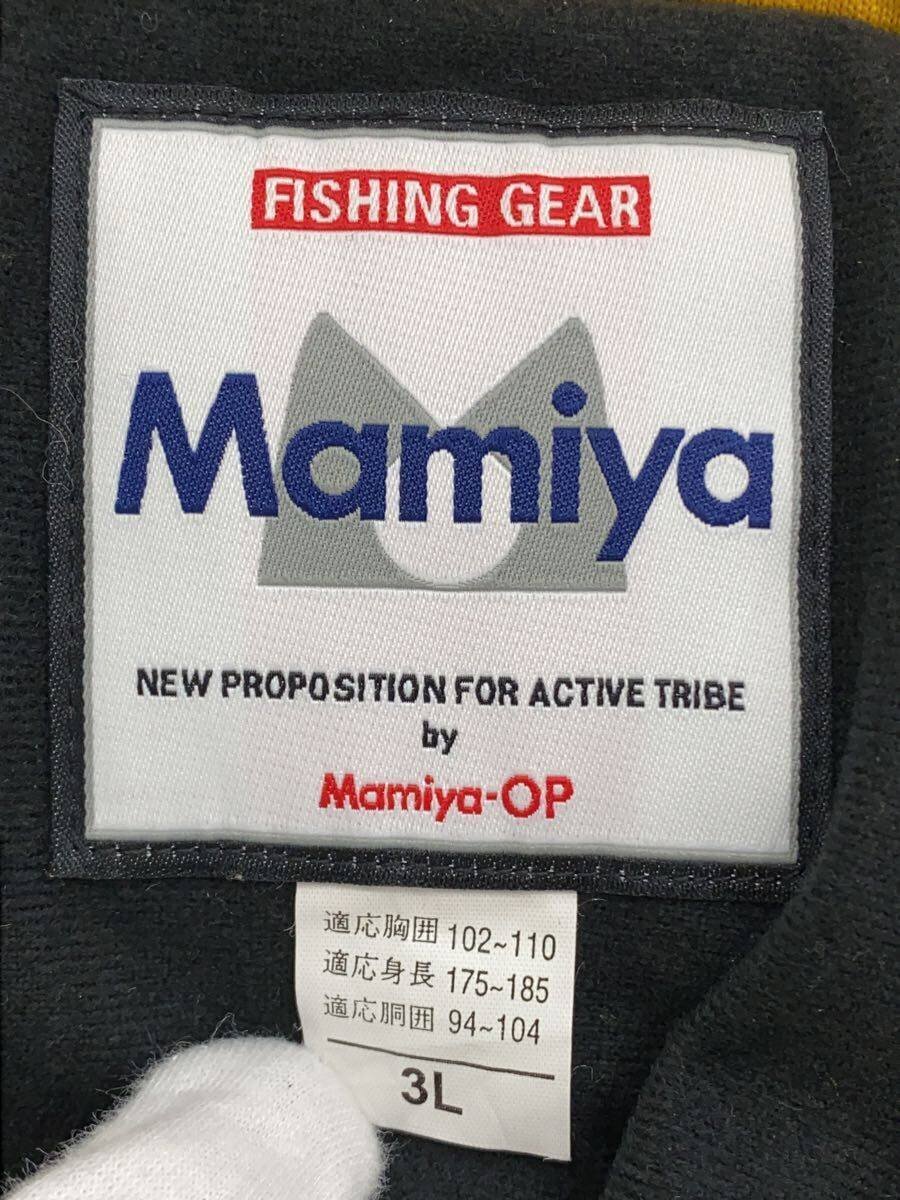 FISHING GEAR
Mamiya
NEW PROPOSITION FOR ACTIVE TRIBE
by
Mamiya-OP
適応胸囲 102~110
適応身長 175~185
適応胴囲 94~104
3L